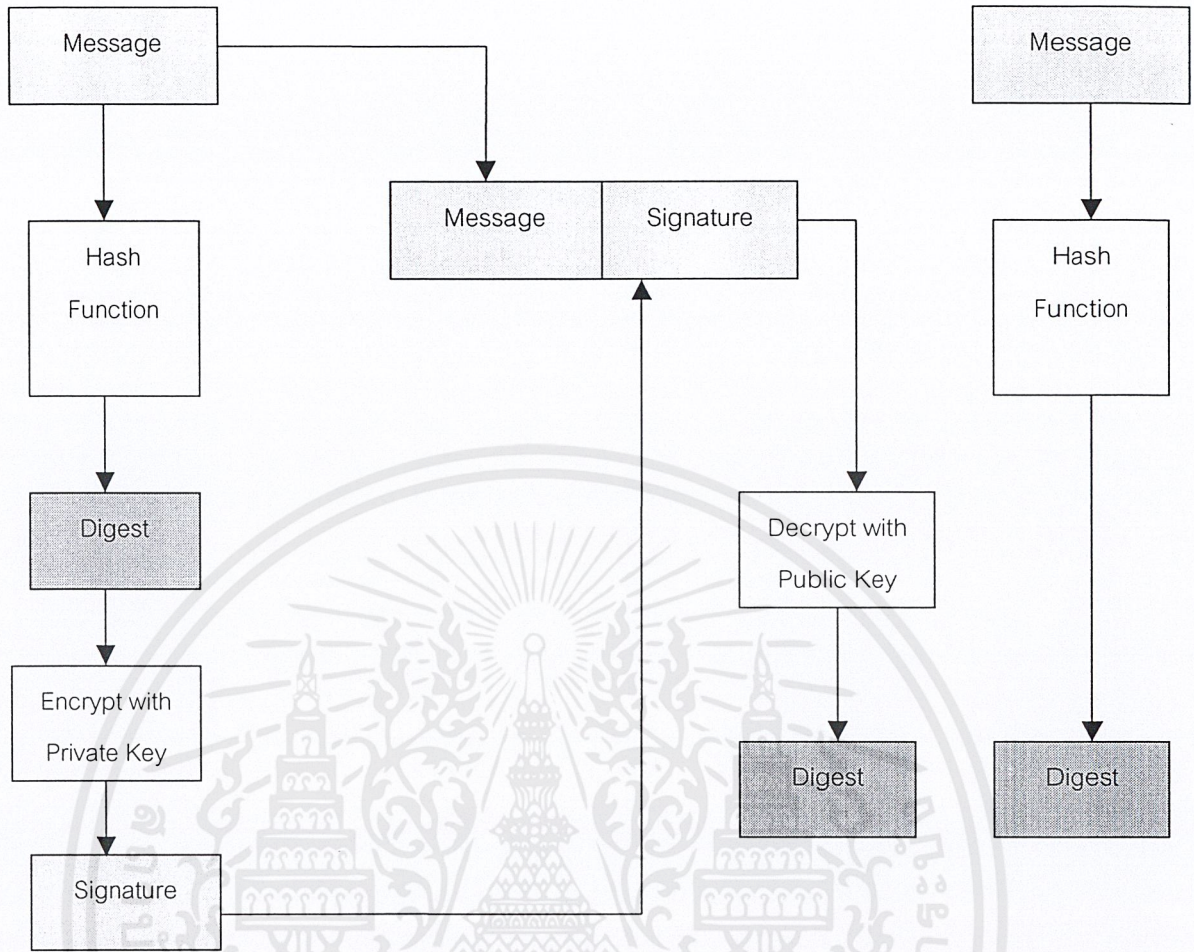 Message
Hash
Function
Digest
Encrypt with
Private Key
Signature
Message
Signature
Decrypt with
Public Key
Digest
Message
Hash
Function
Digest